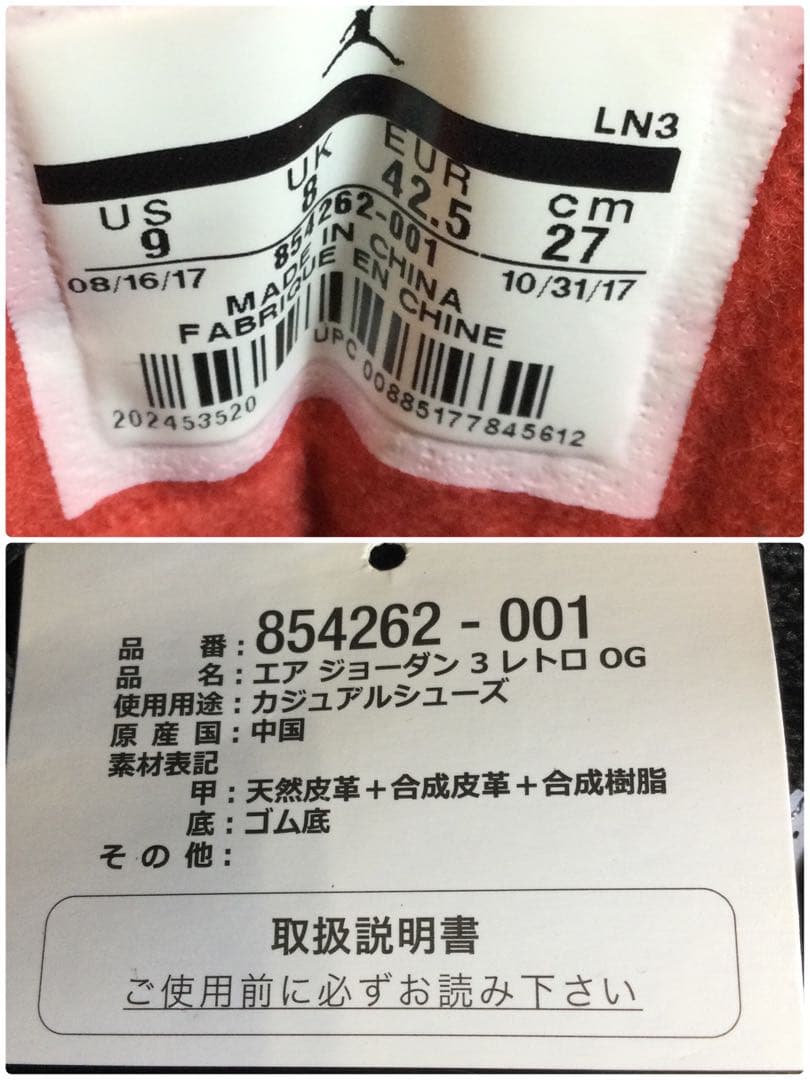 LN3
US UK EUR cm
9 8 42.5 27
08/16/17 854262-001 10/31/17
MADE IN CHINA
FABRIQUE EN CHINE
202453520 UPC 00885177845612
品番：854262 - 001
品名：エア ジョーダン 3 レトロ OG
使用用途：カジュアルシューズ
原産国：中国
素材表記
甲：天然皮革＋合成皮革＋合成樹脂
底：ゴム底
その他：
取扱説明書
ご使用前に必ずお読み下さい